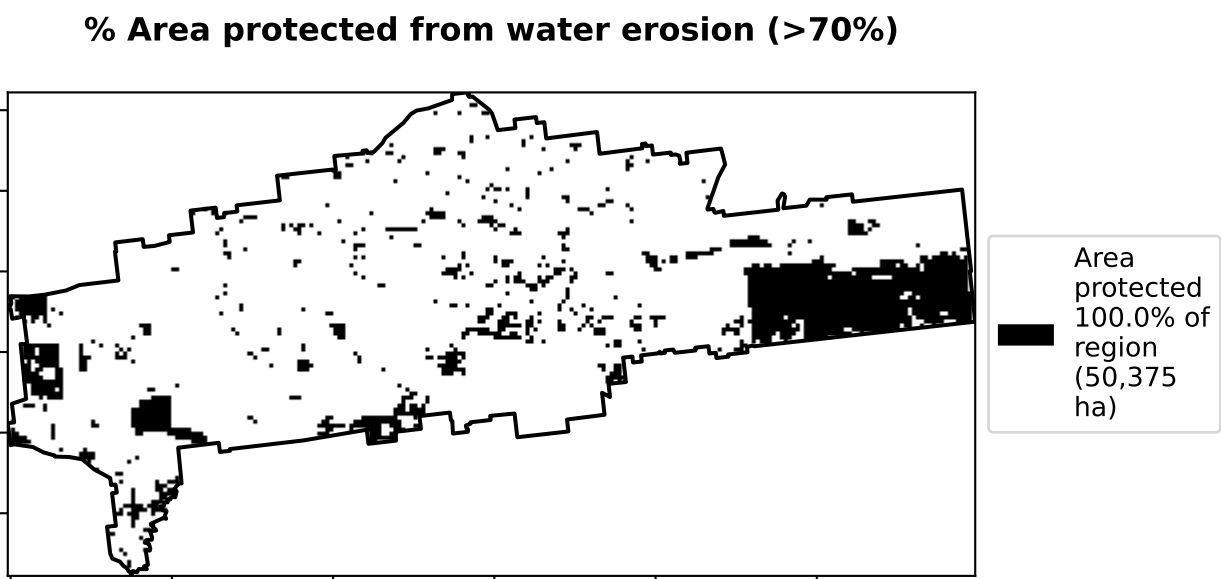 % Area protected from water erosion (>70%)
Area
protected
100.0% of
region
(50,375
ha)